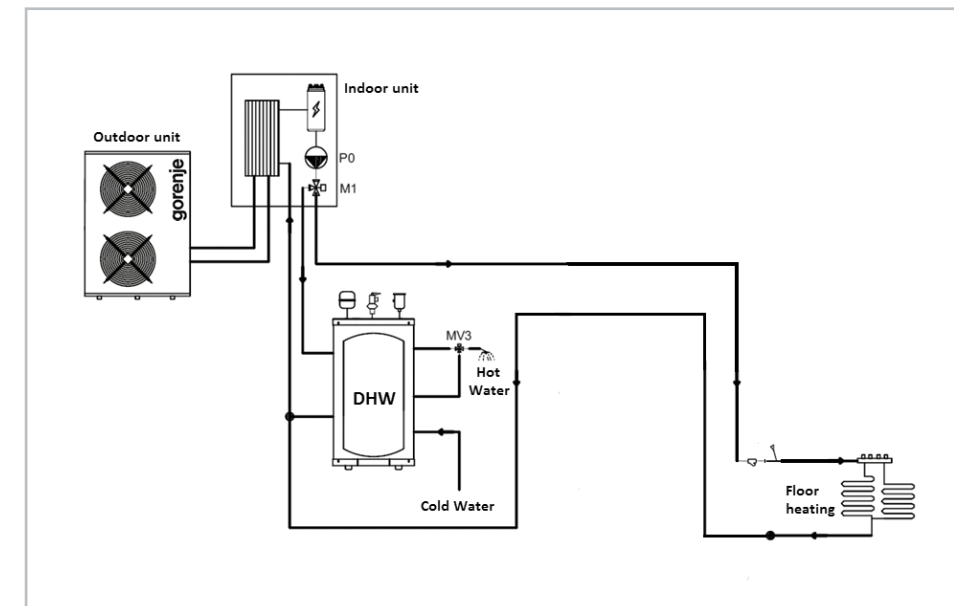 Indoor unit
Outdoor unit
gorenje
P0
M1
MV3
Hot
Water
DHW
Cold Water
Floor
heating